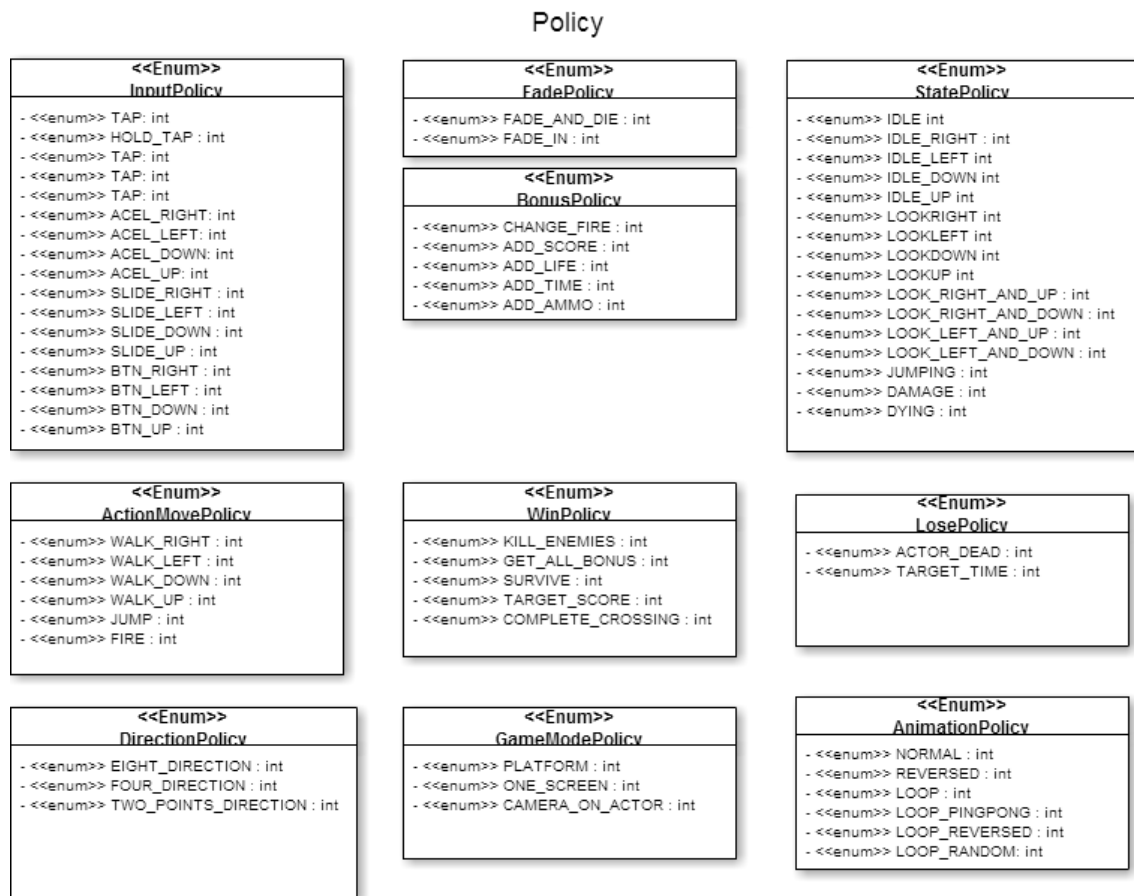 Policy
<<Enum>>
InputPolicy
- <<enum>> TAP: int
- <<enum>> HOLD_TAP : int
- <<enum>> TAP: int
- <<enum>> TAP: int
- <<enum>> TAP: int
- <<enum>> ACEL_RIGHT: int
- <<enum>> ACEL_LEFT: int
- <<enum>> ACEL_DOWN: int
- <<enum>> ACEL_UP: int
- <<enum>> SLIDE_RIGHT : int
- <<enum>> SLIDE_LEFT : int
- <<enum>> SLIDE_DOWN : int
- <<enum>> SLIDE_UP : int
- <<enum>> BTN_RIGHT : int
- <<enum>> BTN_LEFT : int
- <<enum>> BTN_DOWN : int
- <<enum>> BTN_UP : int
<<Enum>>
FadePolicy
- <<enum>> FADE_AND_DIE : int
- <<enum>> FADE_IN : int
<<Enum>>
BonusPolicy
- <<enum>> CHANGE_FIRE : int
- <<enum>> ADD_SCORE : int
- <<enum>> ADD_LIFE : int
- <<enum>> ADD_TIME : int
- <<enum>> ADD_AMMO : int
<<Enum>>
StatePolicy
- <<enum>> IDLE int
- <<enum>> IDLE_RIGHT : int
- <<enum>> IDLE_LEFT int
- <<enum>> IDLE_DOWN int
- <<enum>> IDLE_UP int
- <<enum>> LOOKRIGHT int
- <<enum>> LOOKLEFT int
- <<enum>> LOOKDOWN int
- <<enum>> LOOKUP int
- <<enum>> LOOK_RIGHT_AND_UP : int
- <<enum>> LOOK_RIGHT_AND_DOWN : int
- <<enum>> LOOK_LEFT_AND_UP : int
- <<enum>> LOOK_LEFT_AND_DOWN : int
- <<enum>> JUMPING : int
- <<enum>> DAMAGE : int
- <<enum>> DYING : int
<<Enum>>
ActionMovePolicy
- <<enum>> WALK_RIGHT : int
- <<enum>> WALK_LEFT : int
- <<enum>> WALK_DOWN : int
- <<enum>> WALK_UP : int
- <<enum>> JUMP : int
- <<enum>> FIRE : int
<<Enum>>
WinPolicy
- <<enum>> KILL_ENEMIES : int
- <<enum>> GET_ALL_BONUS : int
- <<enum>> SURVIVE : int
- <<enum>> TARGET_SCORE : int
- <<enum>> COMPLETE_CROSSING : int
<<Enum>>
LosePolicy
- <<enum>> ACTOR_DEAD : int
- <<enum>> TARGET_TIME : int
<<Enum>>
DirectionPolicy
- <<enum>> EIGHT_DIRECTION : int
- <<enum>> FOUR_DIRECTION : int
- <<enum>> TWO_POINTS_DIRECTION : int
<<Enum>>
GameModePolicy
- <<enum>> PLATFORM : int
- <<enum>> ONE_SCREEN : int
- <<enum>> CAMERA_ON_ACTOR : int
<<Enum>>
AnimationPolicy
- <<enum>> NORMAL : int
- <<enum>> REVERSED : int
- <<enum>> LOOP : int
- <<enum>> LOOP_PINGPONG : int
- <<enum>> LOOP_REVERSED : int
- <<enum>> LOOP_RANDOM: int